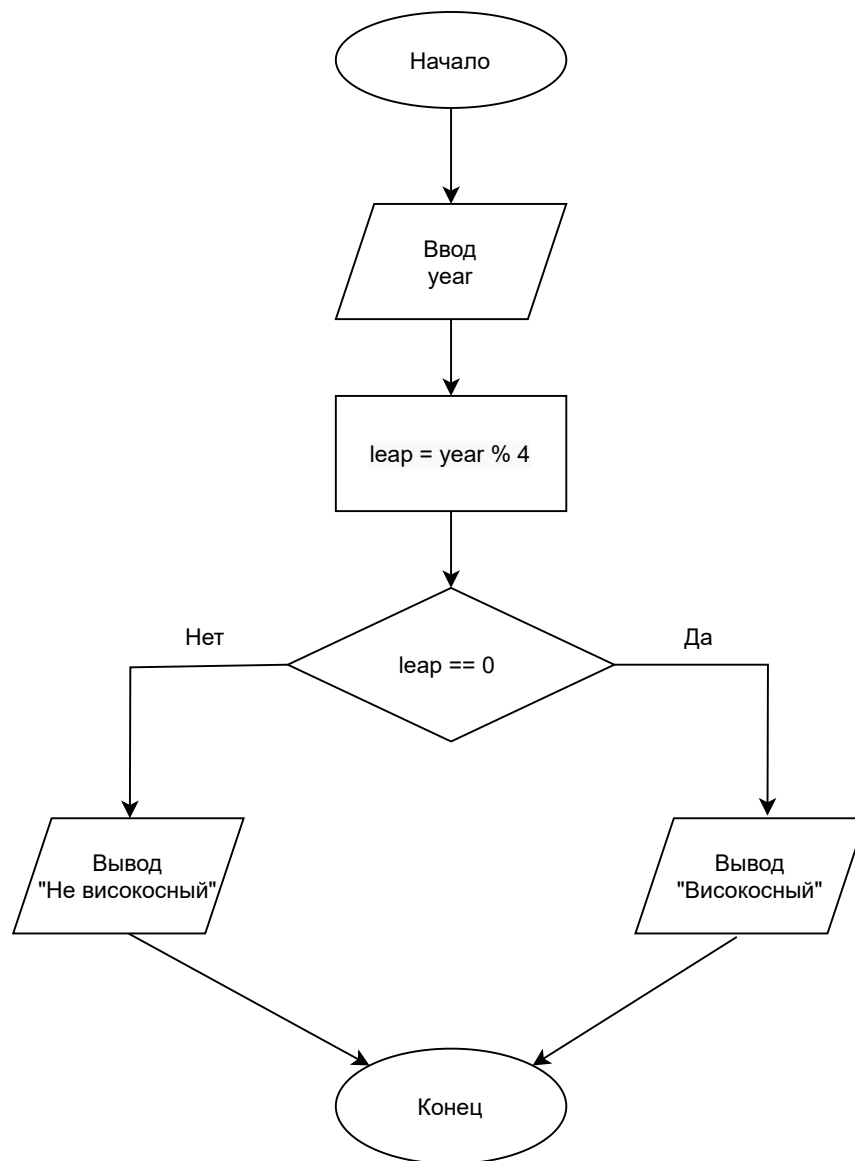 Начало
Ввод
year
leap = year % 4
leap == 0
Нет
Да
Вывод
"Не високосный"
Вывод
"Високосный"
Конец